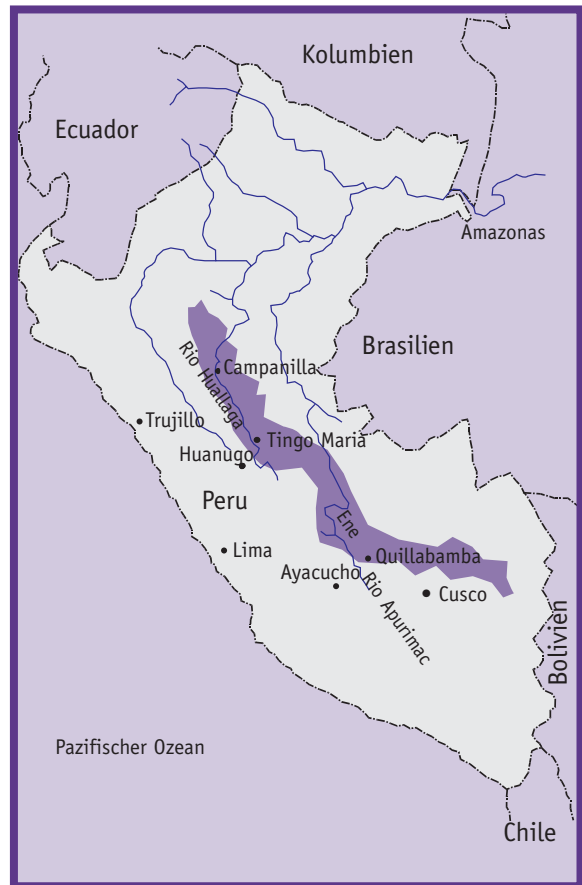 Kolumbien
Ecuador
Amazonas
Brasilien
Campanilla
Rio Huallaga
Trujillo
Tingo Maria
Huanuqo
Peru
Ene
Lima
Quillabamba
Ayacucho
Rio Apurimac
Cusco
Bolivien
Pazifischer Ozean
Chile